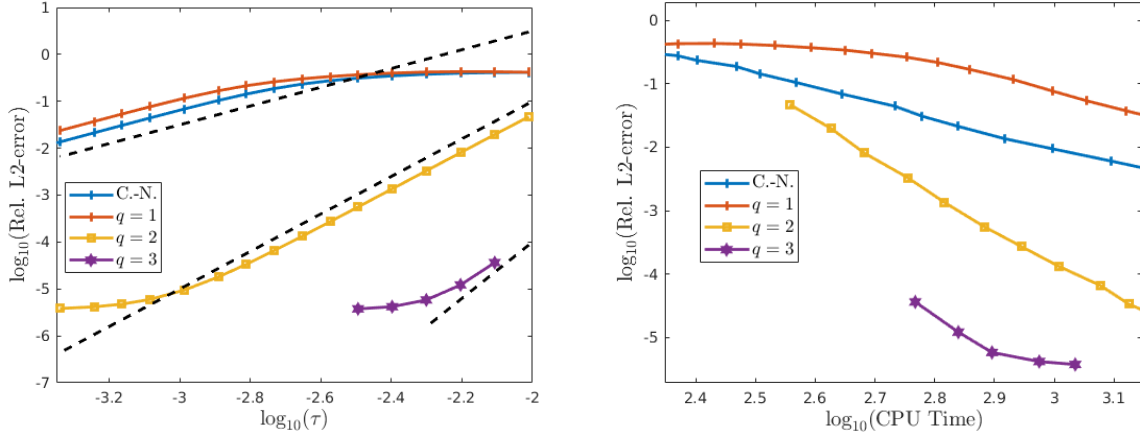 1
0
-1
-2
-3
-4
-5
-6
-7
log₁₀(Rel. L2-error)
C.-N.
q = 1
q = 2
q = 3
-3.2 -3 -2.8 -2.6 -2.4 -2.2 -2
log₁₀(τ)
0
-1
-2
-3
-4
-5
log₁₀(Rel. L2-error)
C.-N.
q = 1
q = 2
q = 3
2.4 2.5 2.6 2.7 2.8 2.9 3 3.1
log₁₀(CPU Time)